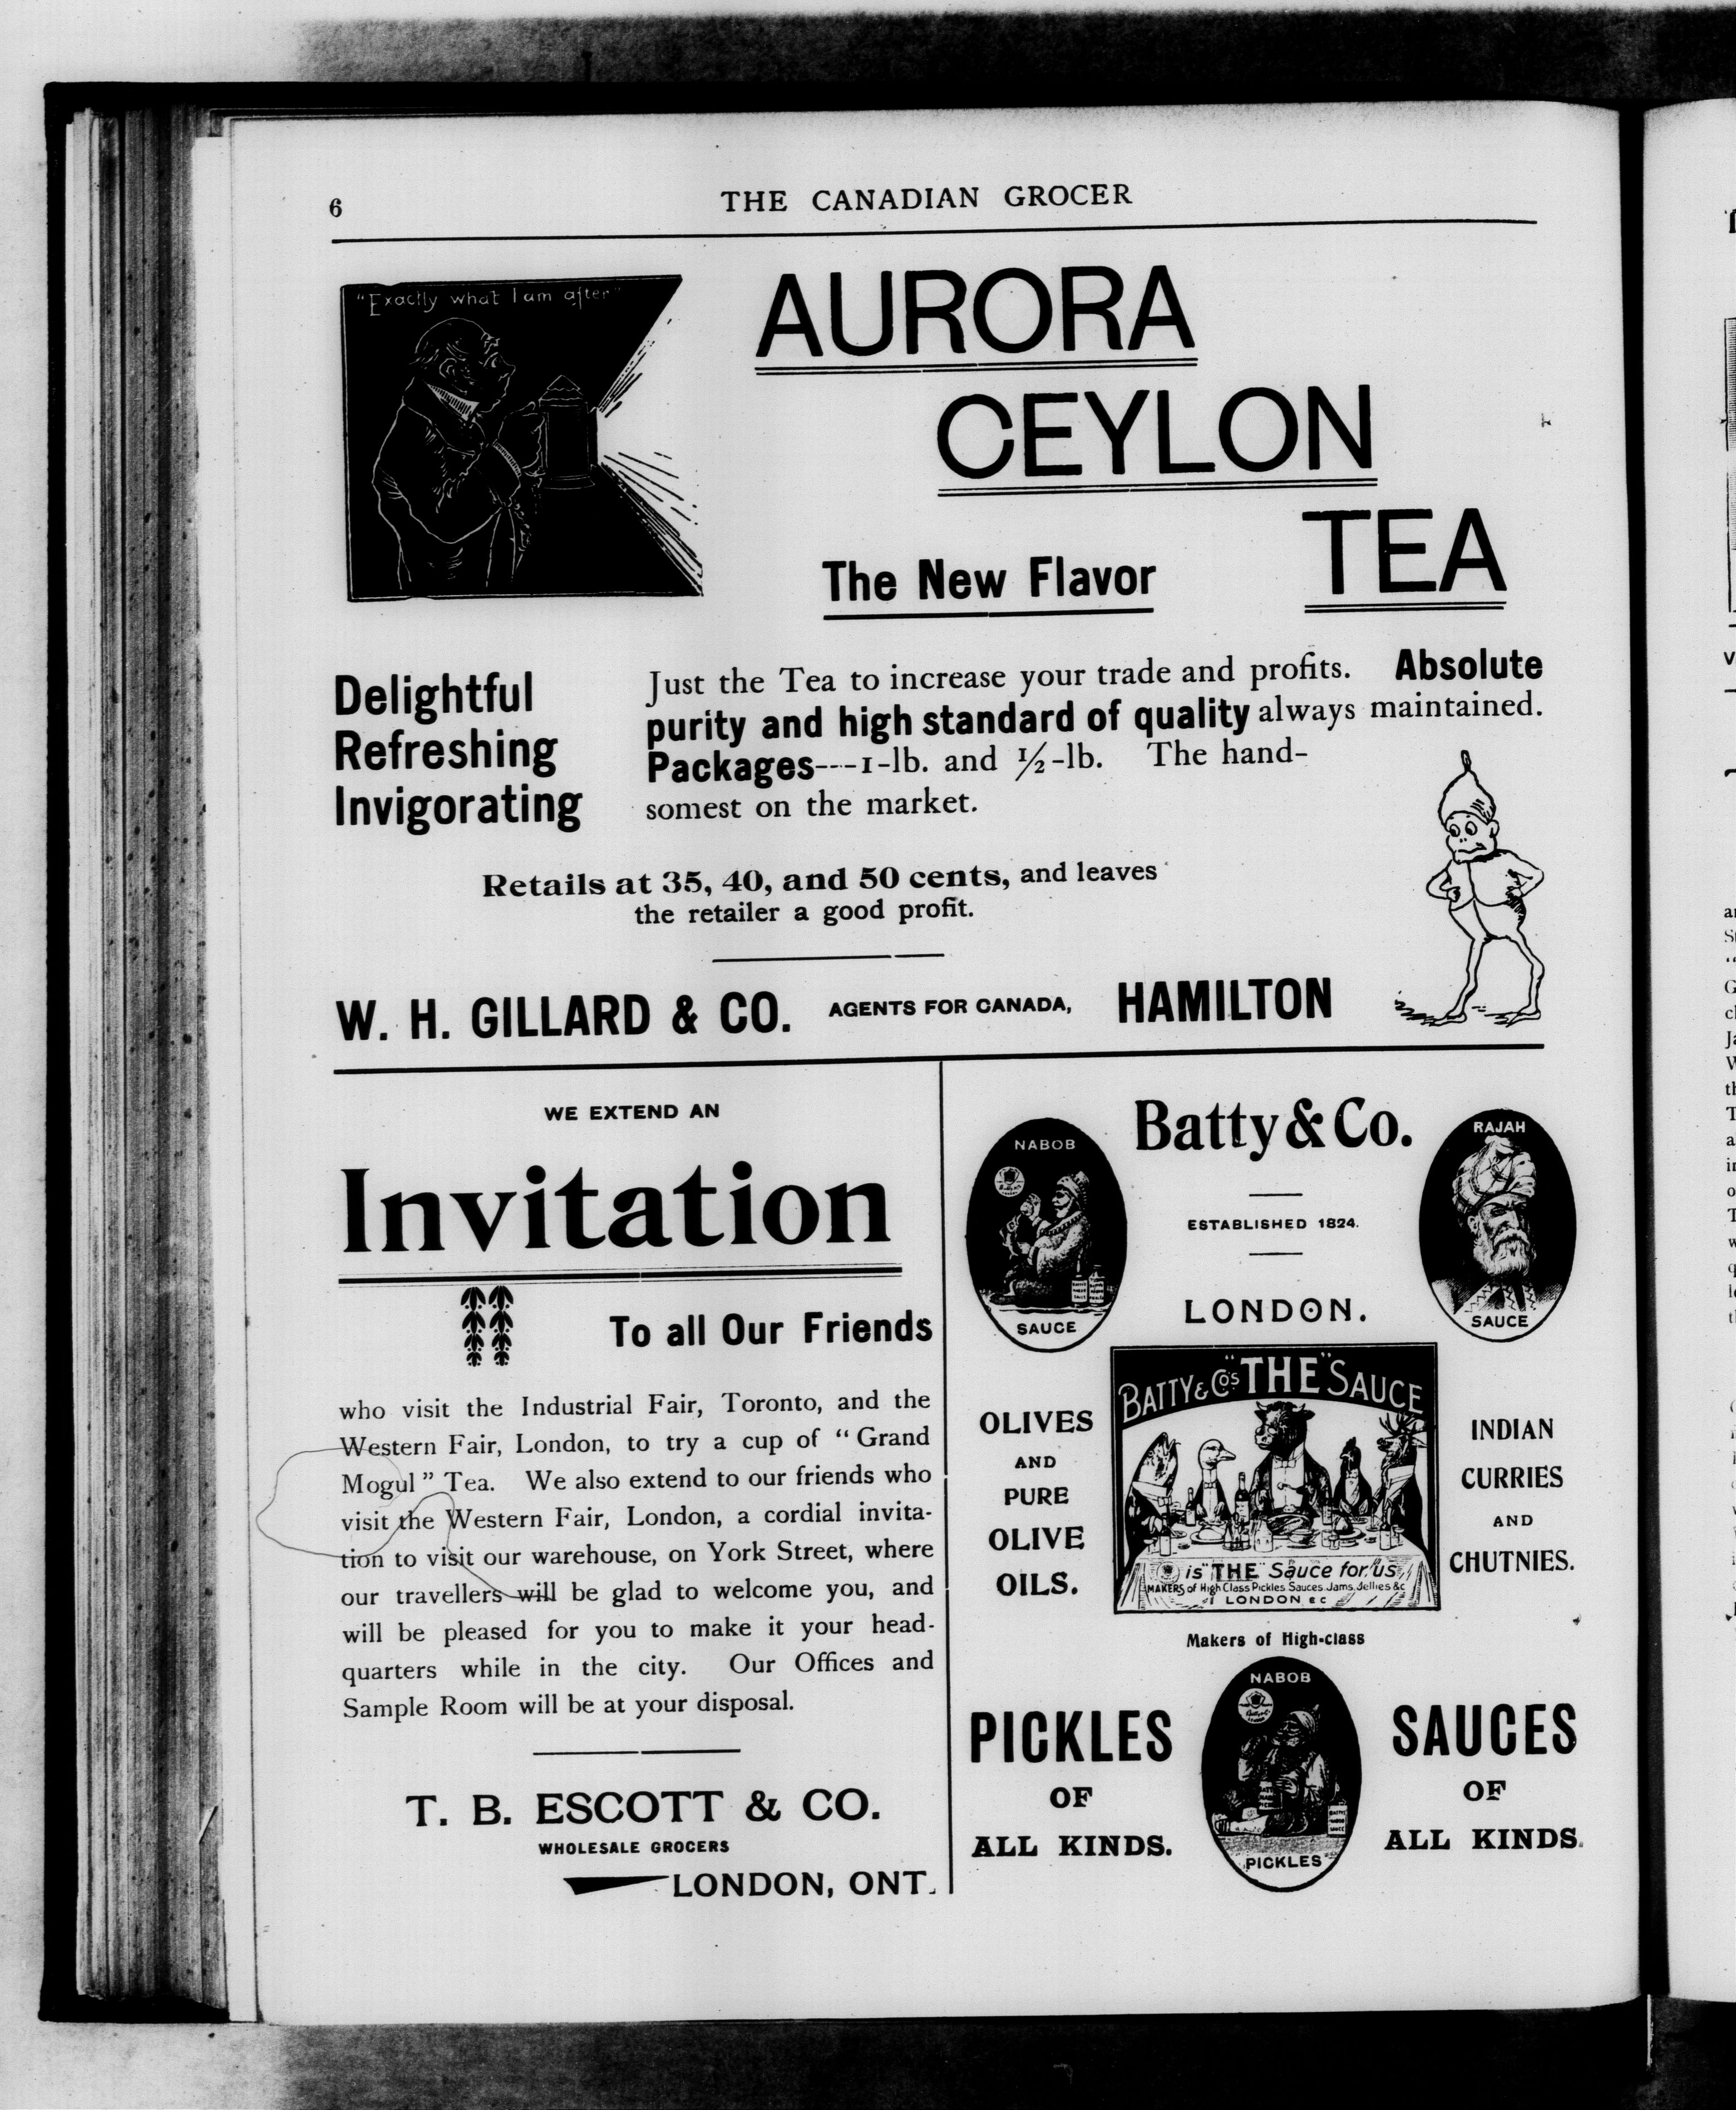 6
THE CANADIAN GROCER
"Exactly what I am after"
AURORA
CEYLON
TEA
The New Flavor
Delightful
Refreshing
Invigorating
Just the Tea to increase your trade and profits. Absolute
purity and high standard of quality always maintained.
Packages---1-lb. and ½-lb. The hand-
somest on the market.
Retails at 35, 40, and 50 cents, and leaves
the retailer a good profit.
W. H. GILLARD & CO. AGENTS FOR CANADA, HAMILTON
WE EXTEND AN
Invitation
To all Our Friends
who visit the Industrial Fair, Toronto, and the
Western Fair, London, to try a cup of "Grand
Mogul" Tea. We also extend to our friends who
visit the Western Fair, London, a cordial invita-
tion to visit our warehouse, on York Street, where
our travellers will be glad to welcome you, and
will be pleased for you to make it your head-
quarters while in the city. Our Offices and
Sample Room will be at your disposal.
T. B. ESCOTT & CO.
WHOLESALE GROCERS
LONDON, ONT.
Batty & Co.
ESTABLISHED 1824.
LONDON.
NABOB
SAUCE
RAJAH
SAUCE
OLIVES
AND
PURE
OLIVE
OILS.
BATTY & Co's "THE" SAUCE
is "THE" Sauce for us
MAKERS of High Class Pickles Sauces Jams Jellies &c
LONDON EC
INDIAN
CURRIES
AND
CHUTNIES.
Makers of High-class
PICKLES
OF
ALL KINDS.
NABOB
PICKLES
SAUCES
OF
ALL KINDS.